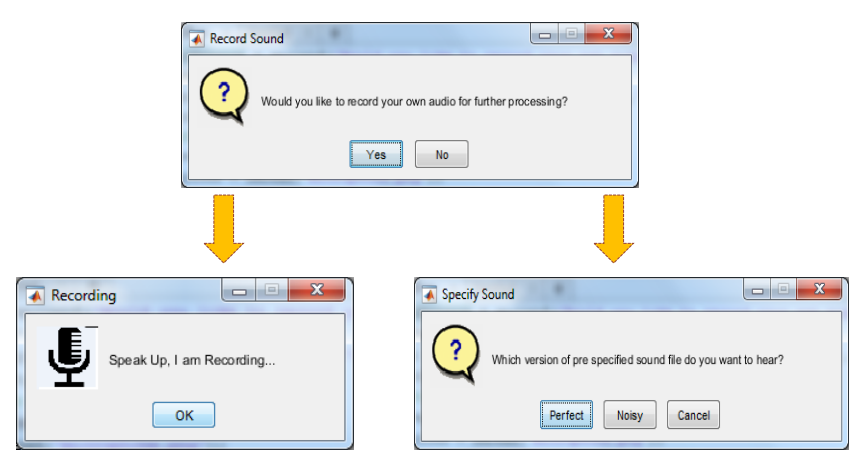 Record Sound
Would you like to record your own audio for further processing?
Yes No
Recording
Speak Up, I am Recording...
OK
Specify Sound
Which version of pre specified sound file do you want to hear?
Perfect Noisy Cancel